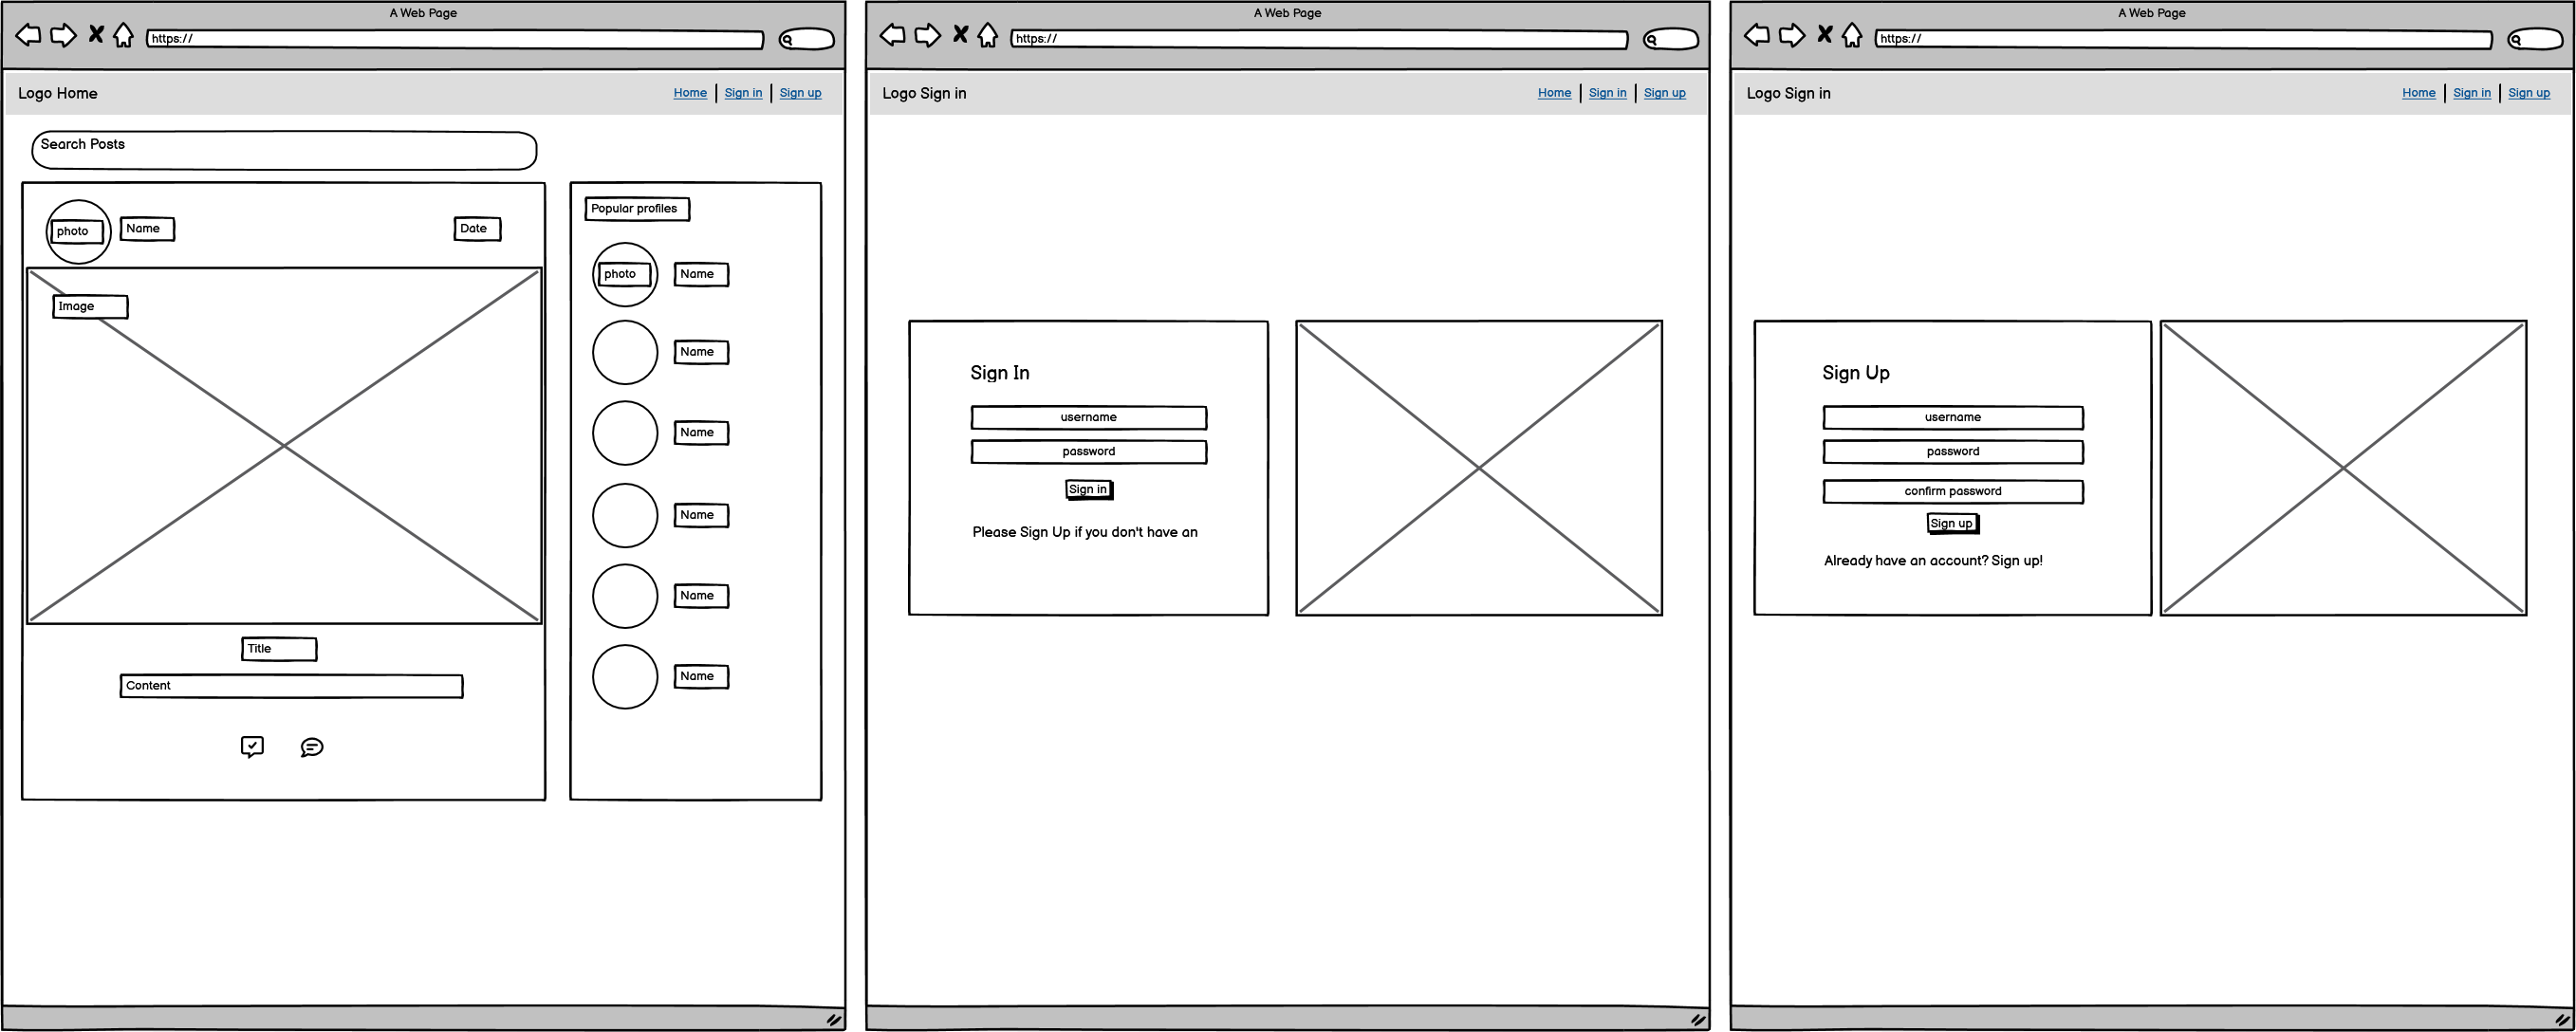 A Web Page
https://
Logo Home
Home
Sign in
Sign up
Search Posts
photo
Name
Date
Image
Title
Content
Popular profiles
photo
Name
Name
Name
Name
Name
Name
A Web Page
https://
Logo Sign in
Home
Sign in
Sign up
Sign In
username
password
Sign in
Please Sign Up if you don't have an
A Web Page
https://
Logo Sign in
Home
Sign in
Sign up
Sign Up
username
password
confirm password
Sign up
Already have an account? Sign up!